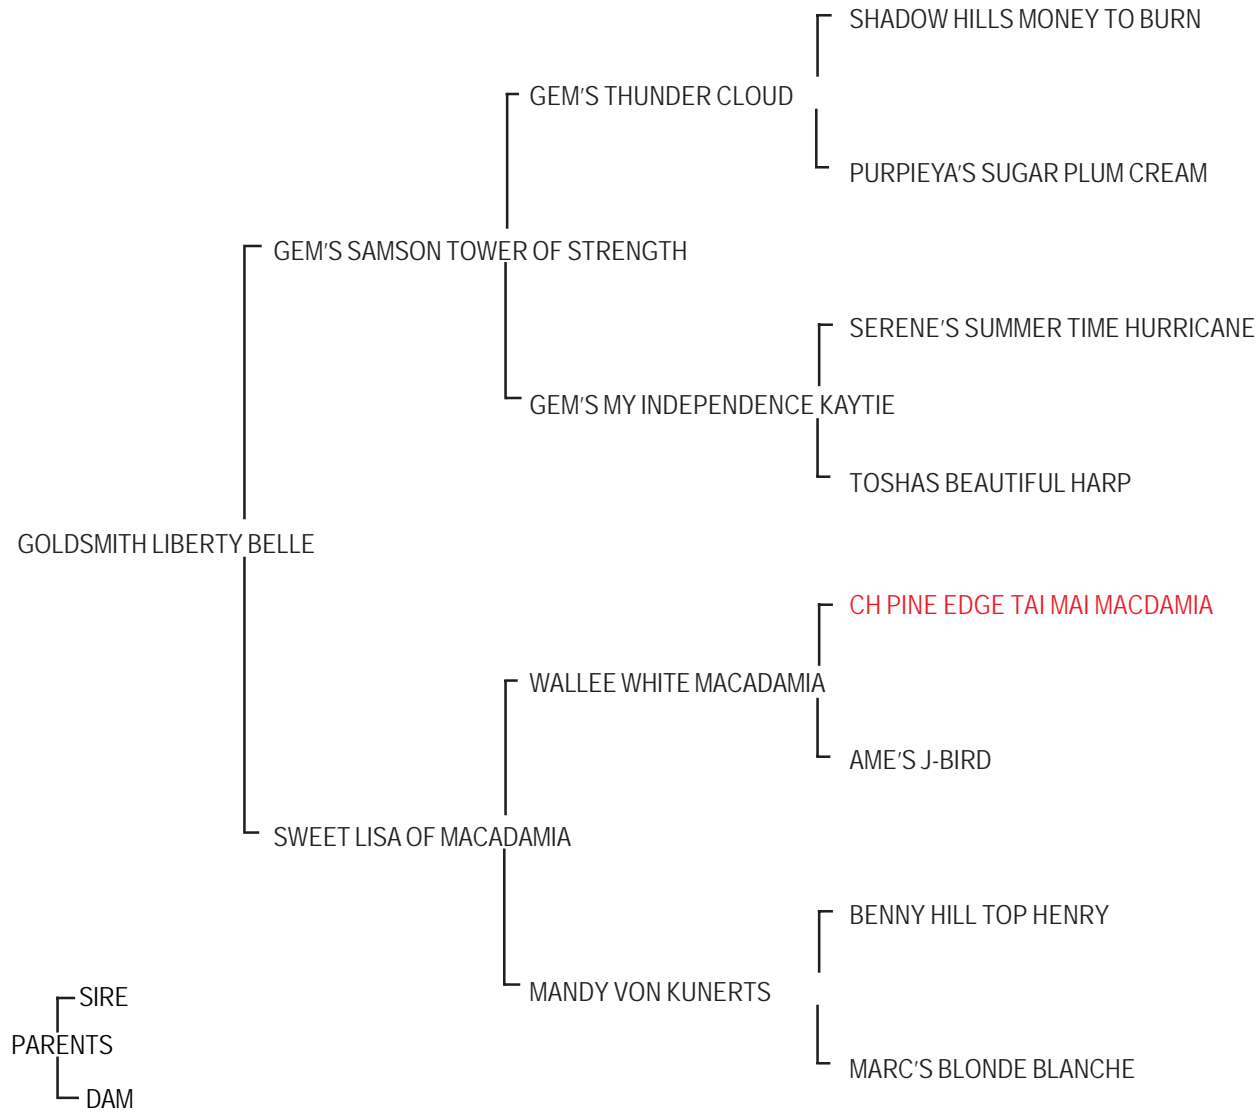 SHADOW HILLS MONEY TO BURN
GEM'S THUNDER CLOUD
PURPIEYA'S SUGAR PLUM CREAM
GEM'S SAMSON TOWER OF STRENGTH
SERENE'S SUMMER TIME HURRICANE
GEM'S MY INDEPENDENCE KAYTIE
TOSHAS BEAUTIFUL HARP
GOLDSMITH LIBERTY BELLE
CH PINE EDGE TAI MAI MACDAMIA
WALLEE WHITE MACADAMIA
AME'S J-BIRD
SWEET LISA OF MACADAMIA
BENNY HILL TOP HENRY
MANDY VON KUNERTS
MARC'S BLONDE BLANCHE
SIRE
PARENTS
DAM